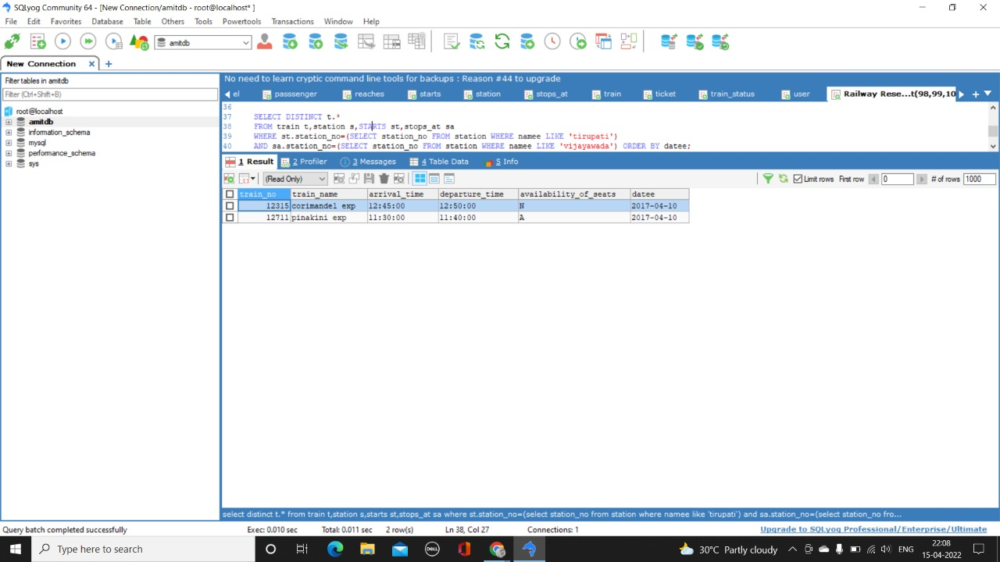 SQLyog Community 64 - [New Connection/amitdb - root@localhost* ]
File Edit Favorites Database Table Others Tools Powertools Transactions Window Help
amitdb
New Connection
Filter tables in amitdb
Filter (Ctrl+Shift+B)
root@localhost
amitdb
information_schema
mysql
performance_schema
sys
No need to learn cryptic command line tools for backups : Reason #44 to upgrade
el passsenger reaches starts station stops_at train ticket train_status user Railway Rese...t(98,99,10
36
37 SELECT DISTINCT t.*
38 FROM train t,station s,STARTS st,stops_at sa
39 WHERE st.station_no=(SELECT station_no FROM station WHERE namee LIKE 'tirupati')
40 AND sa.station_no=(SELECT station_no FROM station WHERE namee LIKE 'vijayawada') ORDER BY datee;
1 Result 2 Profiler 3 Messages 4 Table Data 5 Info
(Read Only) Limit rows First row 0 # of rows 1000
train_no train_name arrival_time departure_time availability_of_seats datee
12315 corimandel exp 12:45:00 12:50:00 N 2017-04-10
12711 pinakini exp 11:30:00 11:40:00 A 2017-04-10
select distinct t.* from train t,station s,starts st,stops_at sa where st.station_no=(select station_no from station where namee like 'tirupati') and sa.station_no=(select station_no fro...
Query batch completed successfully Exec: 0.010 sec Total: 0.011 sec 2 row(s) Ln 38, Col 27 Connections: 1 Upgrade to SQLyog Professional/Enterprise/Ultimate
Type here to search DELL 30°C Partly cloudy ENG 22:08
15-04-2022